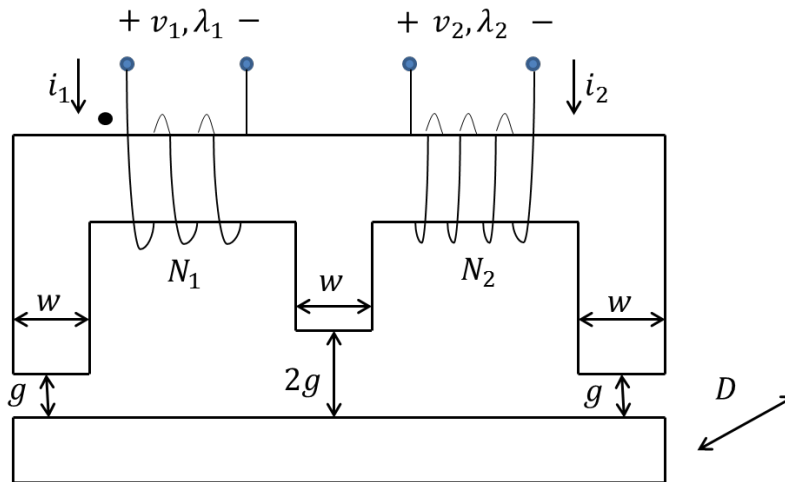 + v₁, λ₁ −
+ v₂, λ₂ −
i₁
i₂
N₁
N₂
w
w
w
g
2g
g
D